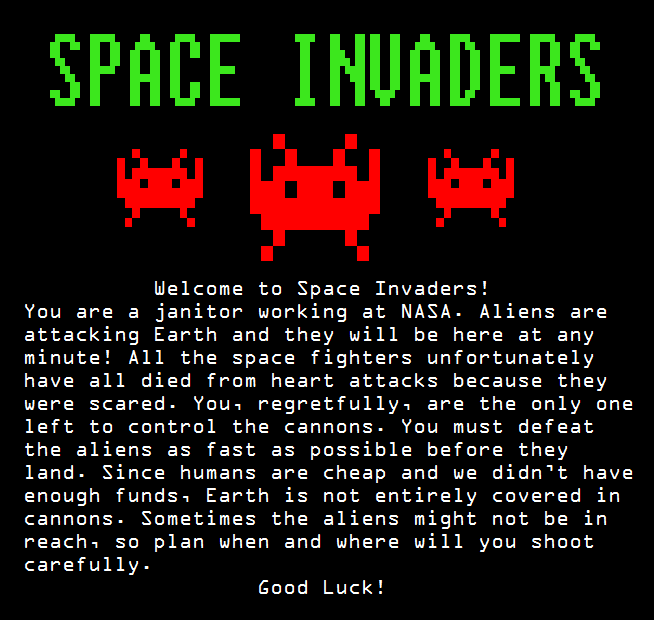 SPACE INVADERS
Welcome to Space Invaders!
You are a janitor working at NASA. Aliens are
attacking Earth and they will be here at any
minute! All the space fighters unfortunately
have all died from heart attacks because they
were scared. You, regretfully, are the only one
left to control the cannons. You must defeat
the aliens as fast as possible before they
land. Since humans are cheap and we didn't have
enough funds, Earth is not entirely covered in
cannons. Sometimes the aliens might not be in
reach, so plan when and where will you shoot
carefully.
Good Luck!